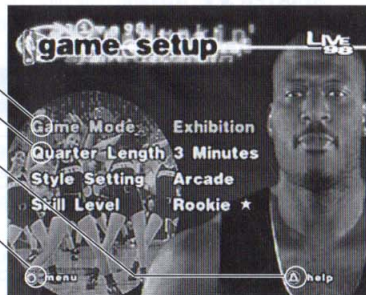 game setup
LIVE 98
Game Mode Exhibition
Quarter Length 3 Minutes
Style Setting Arcade
Skill Level Rookie ★
menu
help